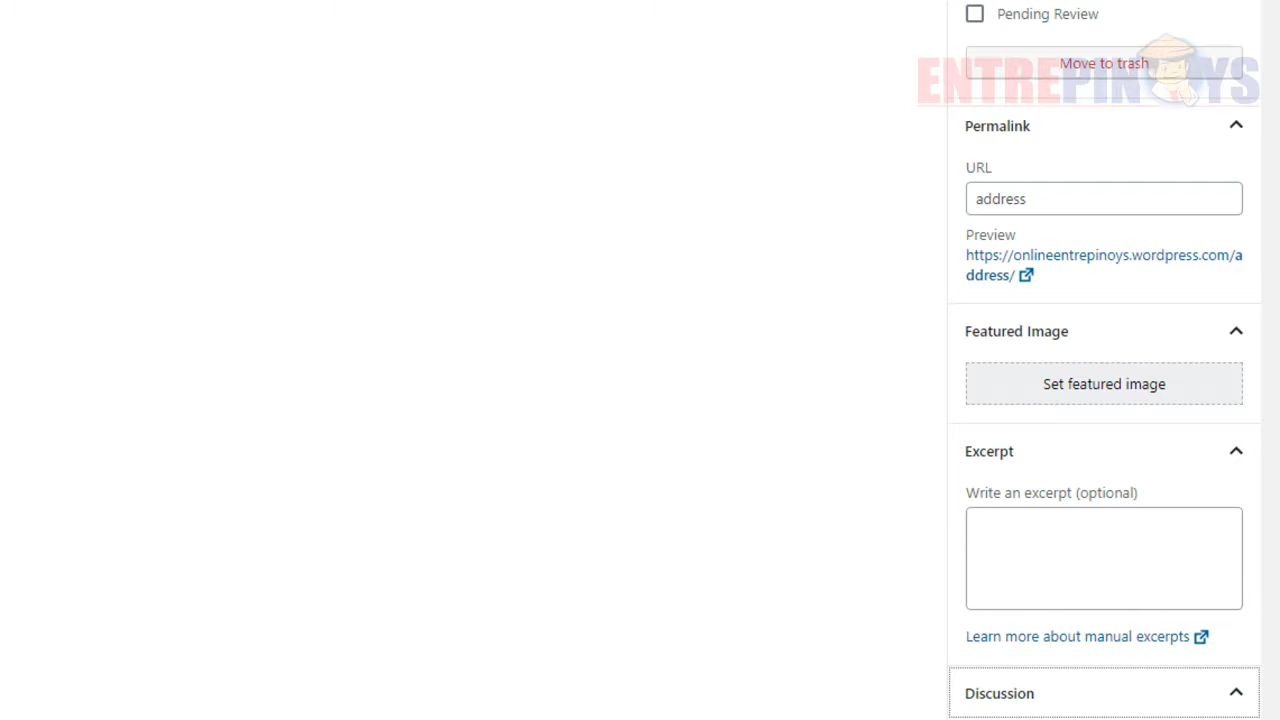 Pending Review
Move to trash
ENTREPINOYS
Permalink
URL
address
Preview
https://onlineentrepinoys.wordpress.com/a
ddress/
Featured Image
Set featured image
Excerpt
Write an excerpt (optional)
Learn more about manual excerpts
Discussion